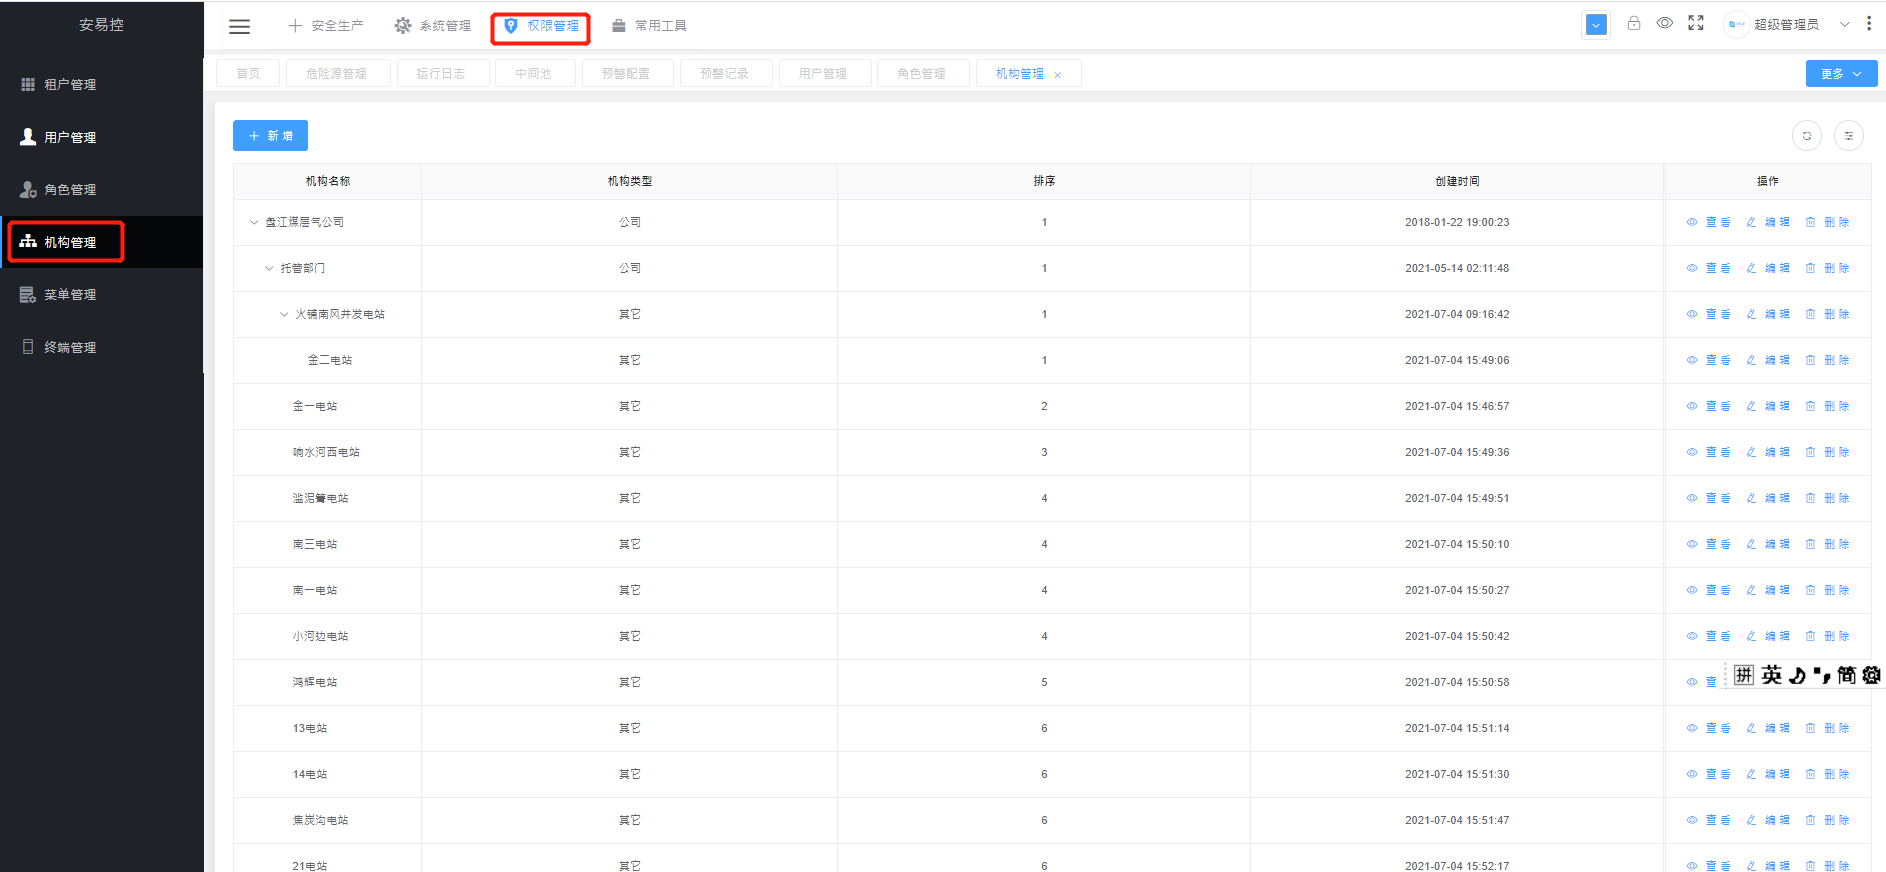 安易控
安全生产 系统管理 权限管理 常用工具 超级管理员
首页 危险源管理 运行日志 中间池 预警配置 预警记录 用户管理 角色管理 机构管理 × 更多
租户管理
用户管理
角色管理
机构管理
菜单管理
终端管理
+ 新 增
机构名称 机构类型 排序 创建时间 操作
盘江煤层气公司 公司 1 2018-01-22 19:00:23 查 看 编 辑 删 除
托管部门 公司 1 2021-05-14 02:11:48 查 看 编 辑 删 除
火铺南风井发电站 其它 1 2021-07-04 09:16:42 查 看 编 辑 删 除
金二电站 其它 1 2021-07-04 15:49:06 查 看 编 辑 删 除
金一电站 其它 2 2021-07-04 15:46:57 查 看 编 辑 删 除
响水河西电站 其它 3 2021-07-04 15:49:36 查 看 编 辑 删 除
滥泥箐电站 其它 4 2021-07-04 15:49:51 查 看 编 辑 删 除
南三电站 其它 4 2021-07-04 15:50:10 查 看 编 辑 删 除
南一电站 其它 4 2021-07-04 15:50:27 查 看 编 辑 删 除
小河边电站 其它 4 2021-07-04 15:50:42 查 看 编 辑 删 除
鸿辉电站 其它 5 2021-07-04 15:50:58 查 拼 英 简
13电站 其它 6 2021-07-04 15:51:14 查 看 编 辑 删 除
14电站 其它 6 2021-07-04 15:51:30 查 看 编 辑 删 除
焦炭沟电站 其它 6 2021-07-04 15:51:47 查 看 编 辑 删 除
21电站 其它 6 2021-07-04 15:52:17 查 看 编 辑 删 除